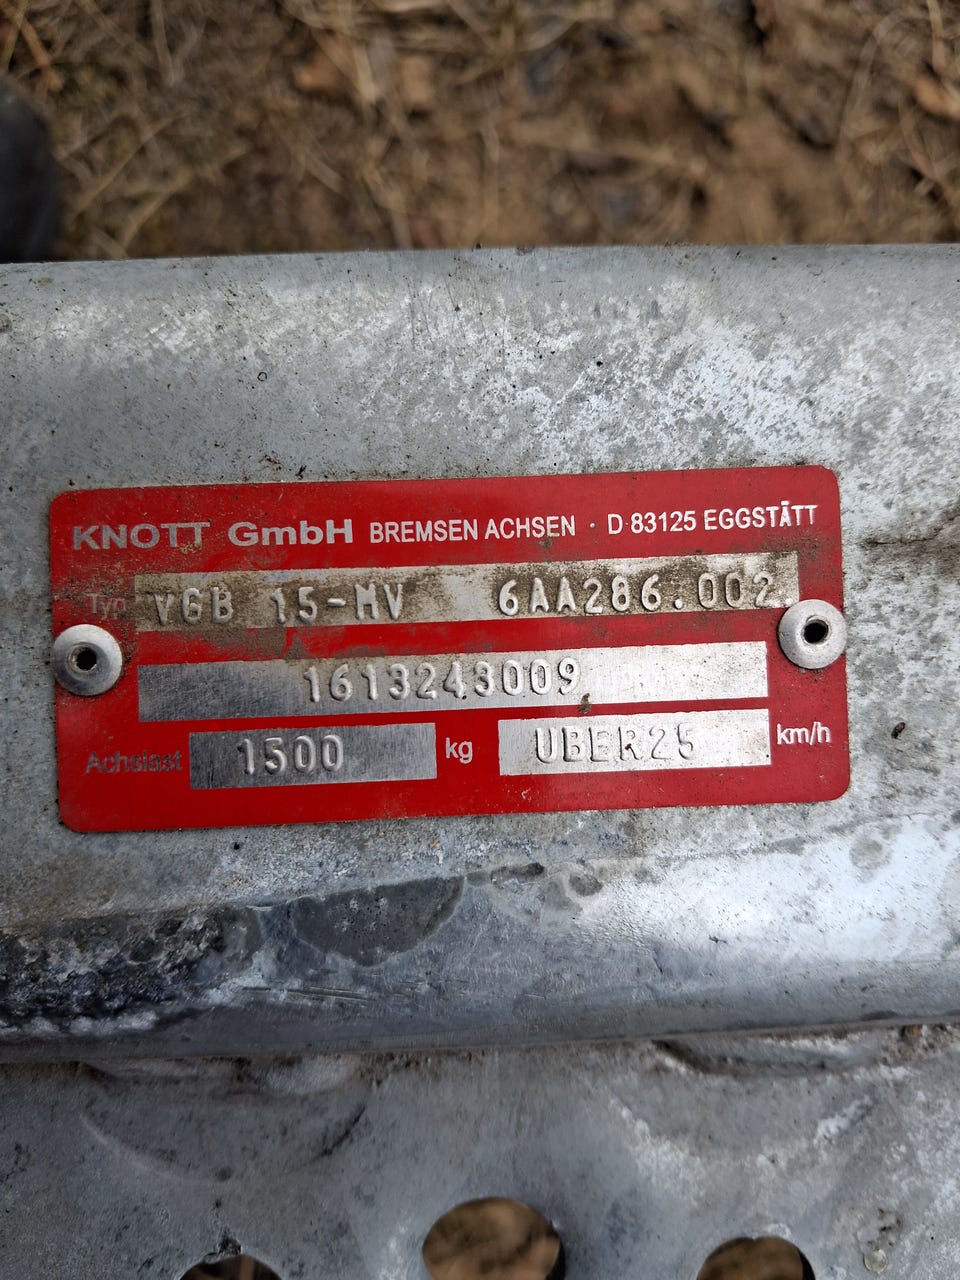 KNOTT GmbH BREMSEN ACHSEN · D 83125 EGGSTÄTT
Typ VGB 15-MV 6AA286.002
1613243009
Achslast 1500 kg UBER25 km/h